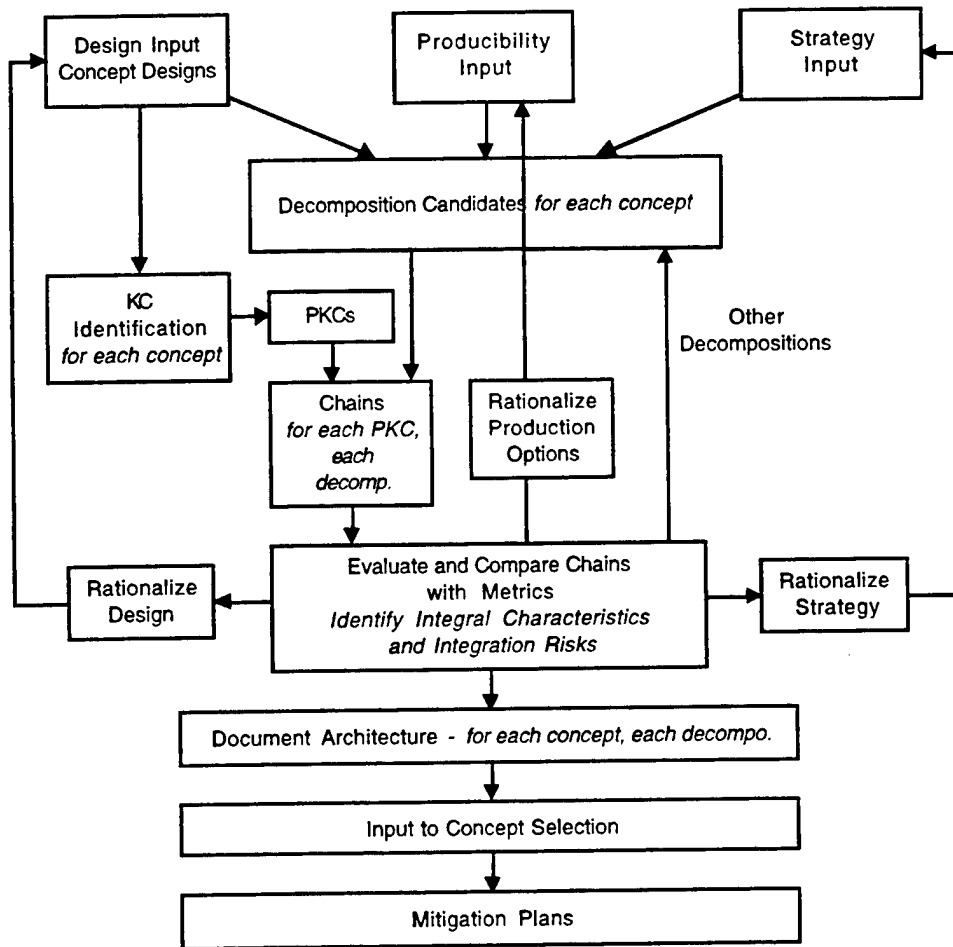 Design Input
Concept Designs
Producibility
Input
Strategy
Input
Decomposition Candidates for each concept
KC
Identification
for each concept
PKCs
Other
Decompositions
Chains
for each PKC,
each
decomp.
Rationalize
Production
Options
Rationalize
Design
Evaluate and Compare Chains
with Metrics
Identify Integral Characteristics
and Integration Risks
Rationalize
Strategy
Document Architecture - for each concept, each decompo.
Input to Concept Selection
Mitigation Plans